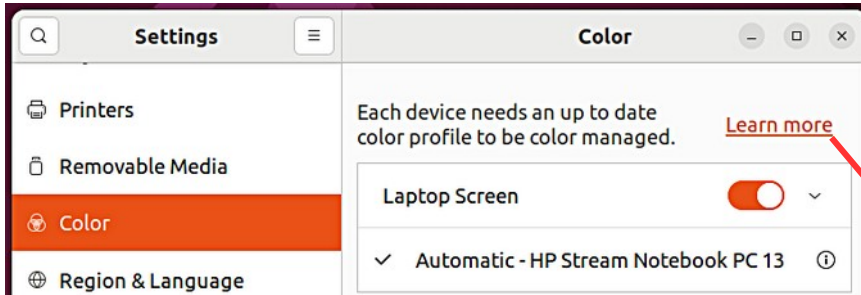 Settings
Color
Printers
Removable Media
Color
Region & Language
Each device needs an up to date
color profile to be color managed.
Learn more
Laptop Screen
Automatic - HP Stream Notebook PC 13